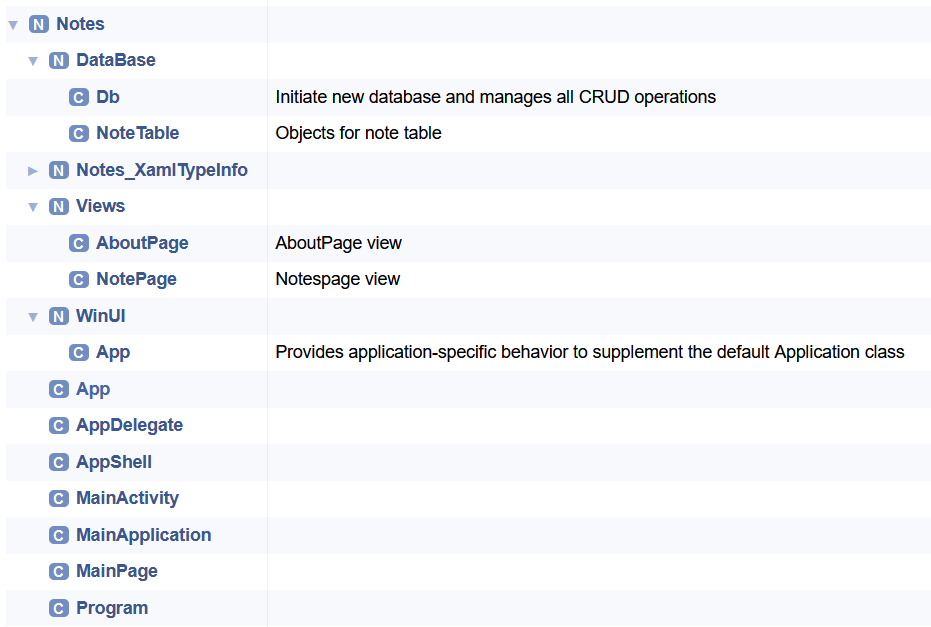 ▼ N Notes
▼ N DataBase
C Db Initiate new database and manages all CRUD operations
C NoteTable Objects for note table
► N Notes_XamlTypeInfo
▼ N Views
C AboutPage AboutPage view
C NotePage Notespage view
▼ N WinUI
C App Provides application-specific behavior to supplement the default Application class
C App
C AppDelegate
C AppShell
C MainActivity
C MainApplication
C MainPage
C Program